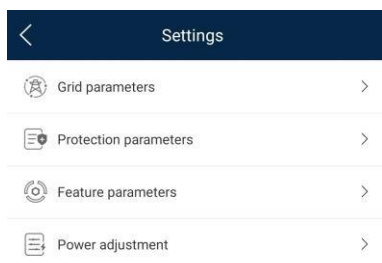 Settings
Grid parameters
Protection parameters
Feature parameters
Power adjustment